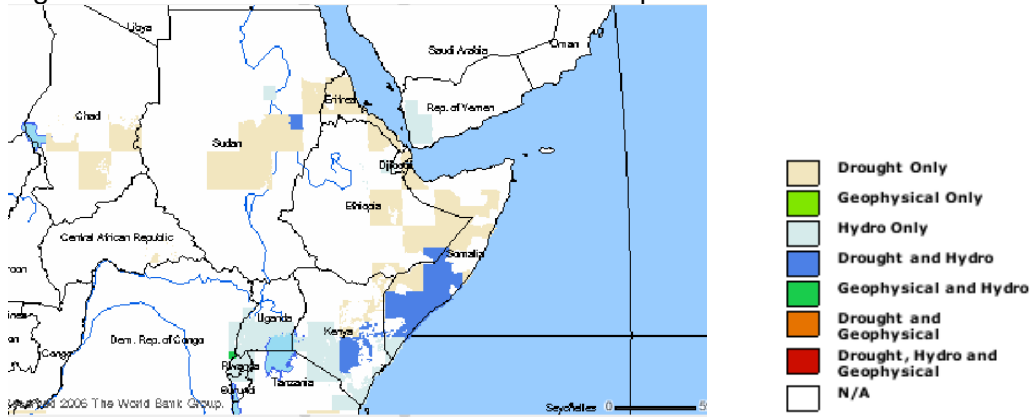 Libya
Saudi Arabia
Oman
Chad
Eritrea
Rep. of Yemen
Sudan
Djibouti
Ethiopia
Central African Republic
Somalia
Uganda
Kenya
Dem. Rep. of Congo
Congo
Rwanda
Burundi
Tanzania
2006 The World Bank Group.
Seychelles 0
Drought Only
Geophysical Only
Hydro Only
Drought and Hydro
Geophysical and Hydro
Drought and
Geophysical
Drought, Hydro and
Geophysical
N/A